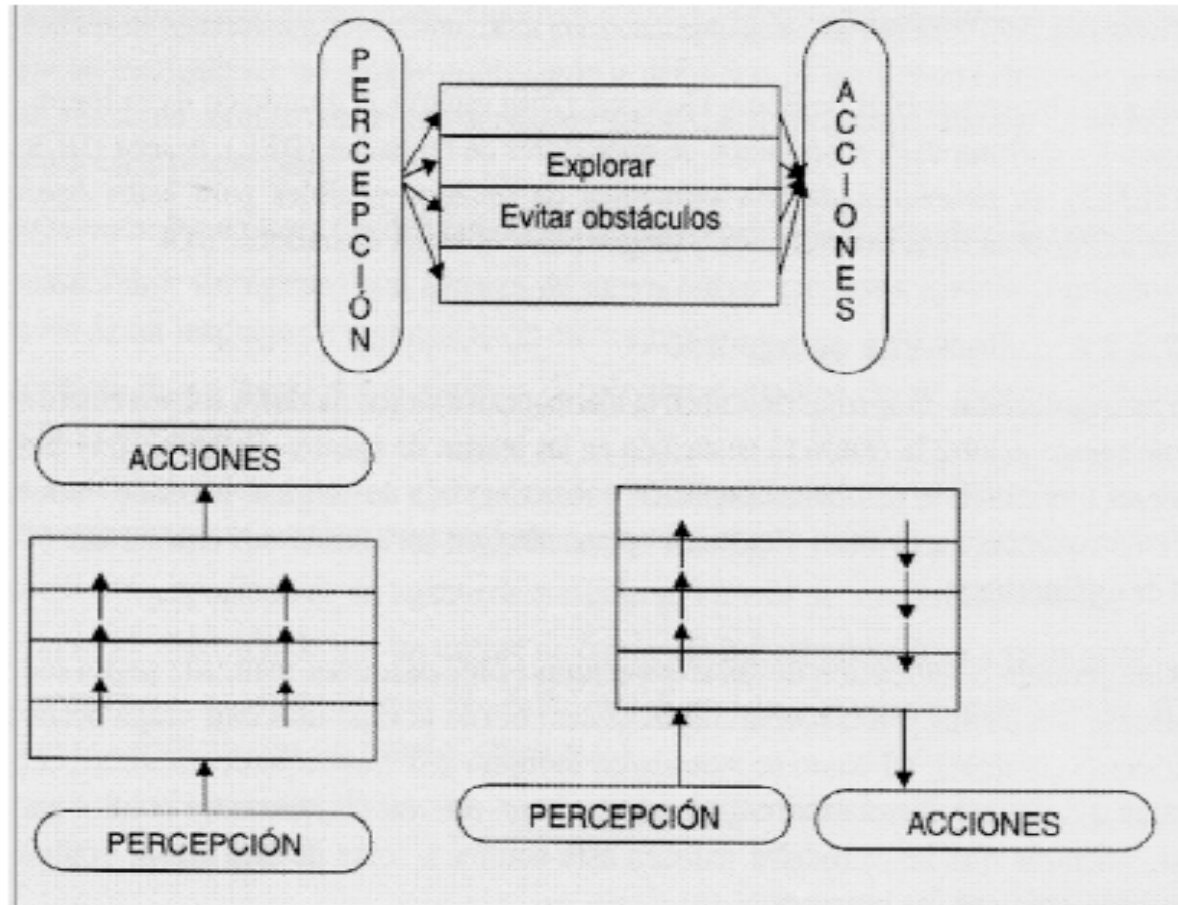 PERCEPCIÓN
ACCIONES
Explorar
Evitar obstáculos
ACCIONES
PERCEPCIÓN
PERCEPCIÓN
ACCIONES